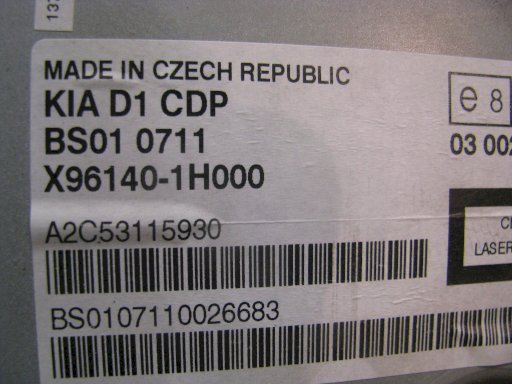 MADE IN CZECH REPUBLIC
KIA D1 CDP
BS01 0711
X96140-1H000
A2C53115930
BS0107110026683
e 8
03 002
LASER